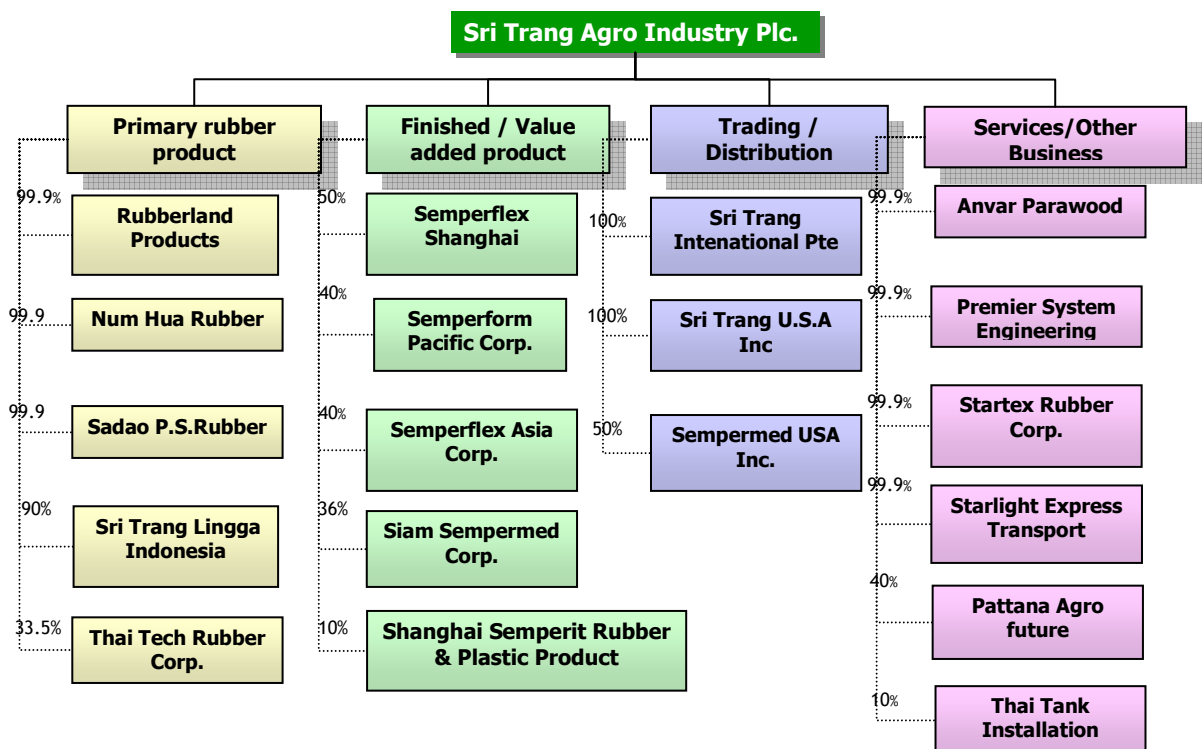 Sri Trang Agro Industry Plc.
Primary rubber
product
99.9%
Rubberland
Products
99.9
Num Hua Rubber
99.9
Sadao P.S.Rubber
90%
Sri Trang Lingga
Indonesia
33.5%
Thai Tech Rubber
Corp.
Finished / Value
added product
50%
Semperflex
Shanghai
40%
Semperform
Pacific Corp.
40%
Semperflex Asia
Corp.
36%
Siam Sempermed
Corp.
10%
Shanghai Semperit Rubber
& Plastic Product
Trading /
Distribution
100%
Sri Trang
Intenational Pte
100%
Sri Trang U.S.A
Inc
50%
Sempermed USA
Inc.
Services/Other
Business
99.9%
Anvar Parawood
99.9%
Premier System
Engineering
99.9%
Startex Rubber
Corp.
99.9%
Starlight Express
Transport
40%
Pattana Agro
future
10%
Thai Tank
Installation